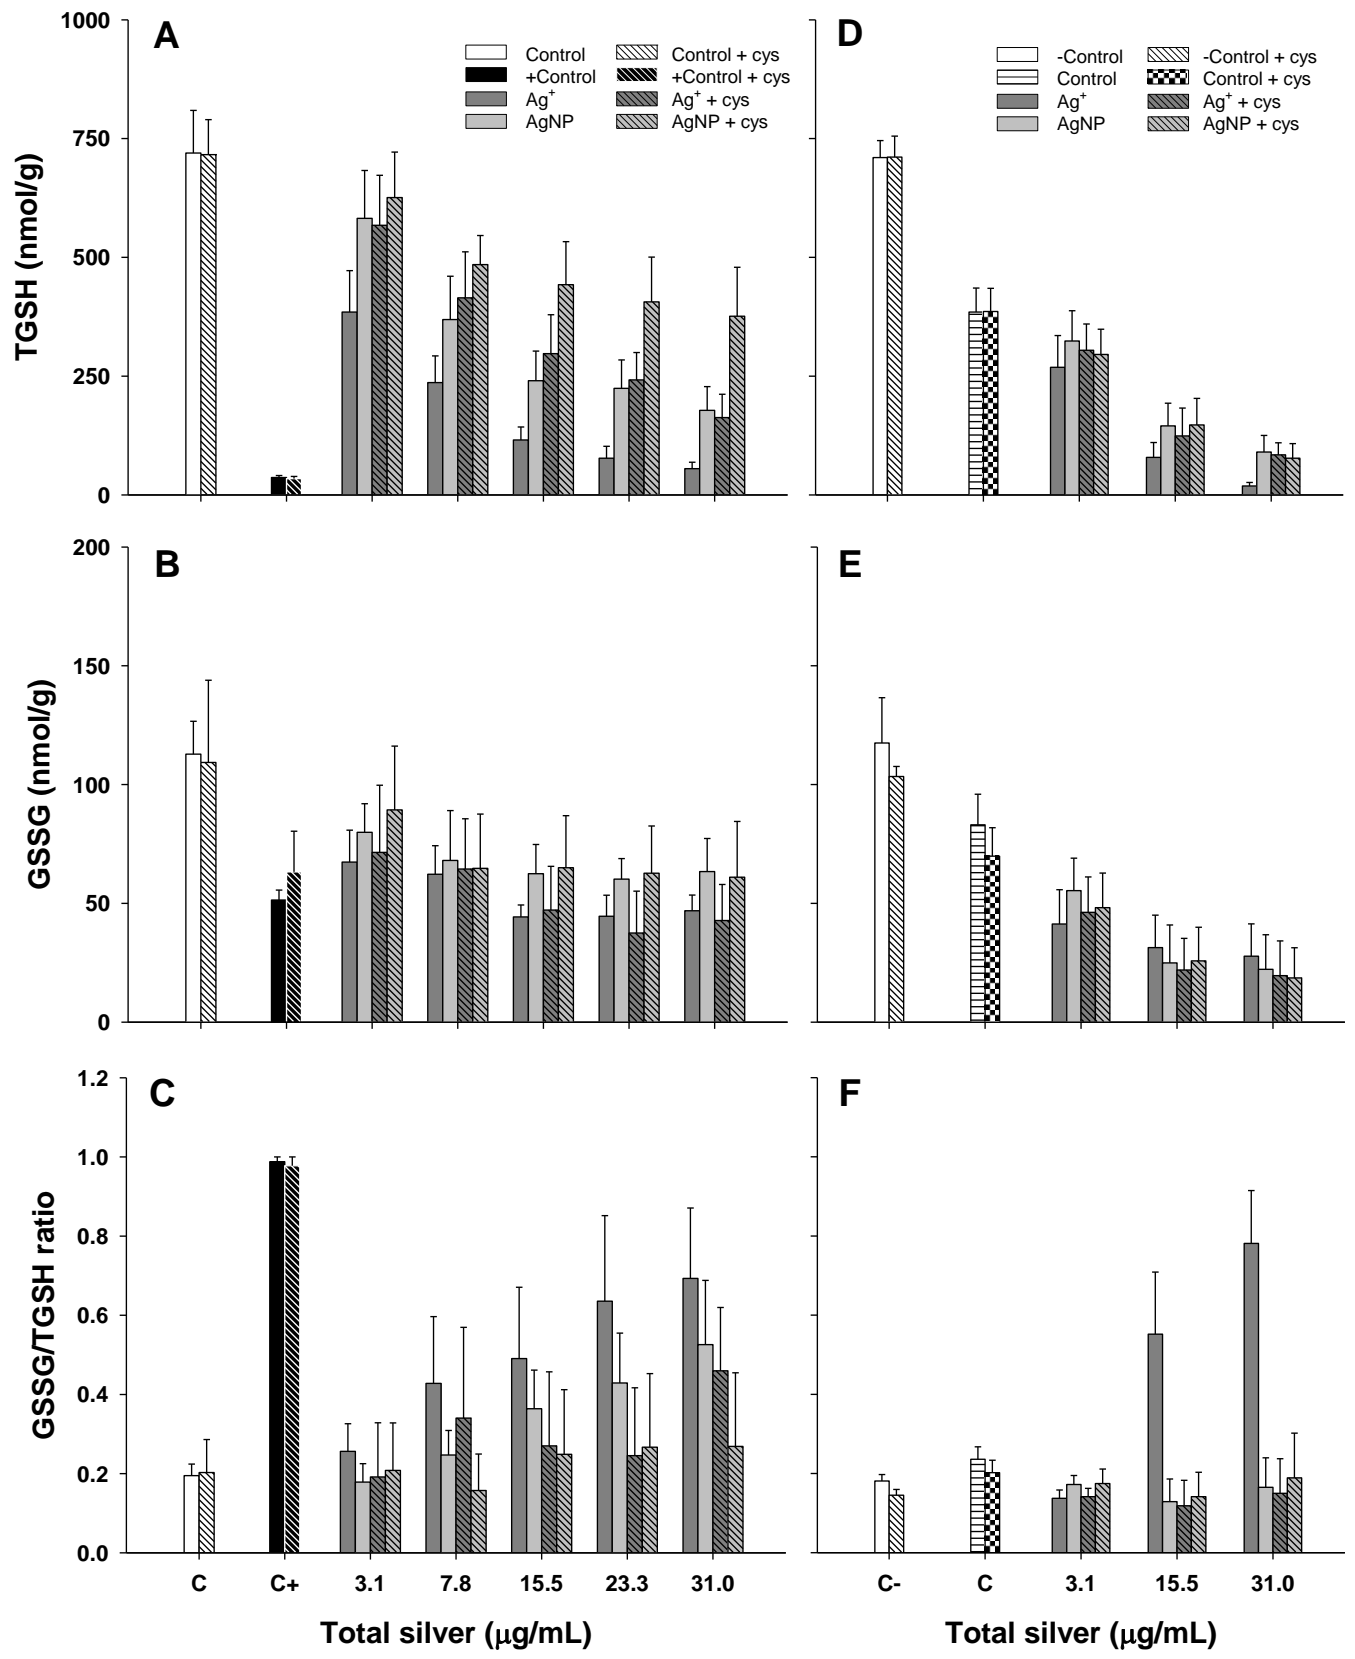 A
Control
Control + cys
+Control
+Control + cys
Ag⁺
Ag⁺ + cys
AgNP
AgNP + cys
TGSH (nmol/g)
1000
750
500
250
0
D
-Control
-Control + cys
Control
Control + cys
Ag⁺
Ag⁺ + cys
AgNP
AgNP + cys
B
GSSG (nmol/g)
200
150
100
50
0
E
C
GSSG/TGSH ratio
1.2
1.0
0.8
0.6
0.4
0.2
0.0
C C+ 3.1 7.8 15.5 23.3 31.0
Total silver (µg/mL)
F
C- C 3.1 15.5 31.0
Total silver (µg/mL)